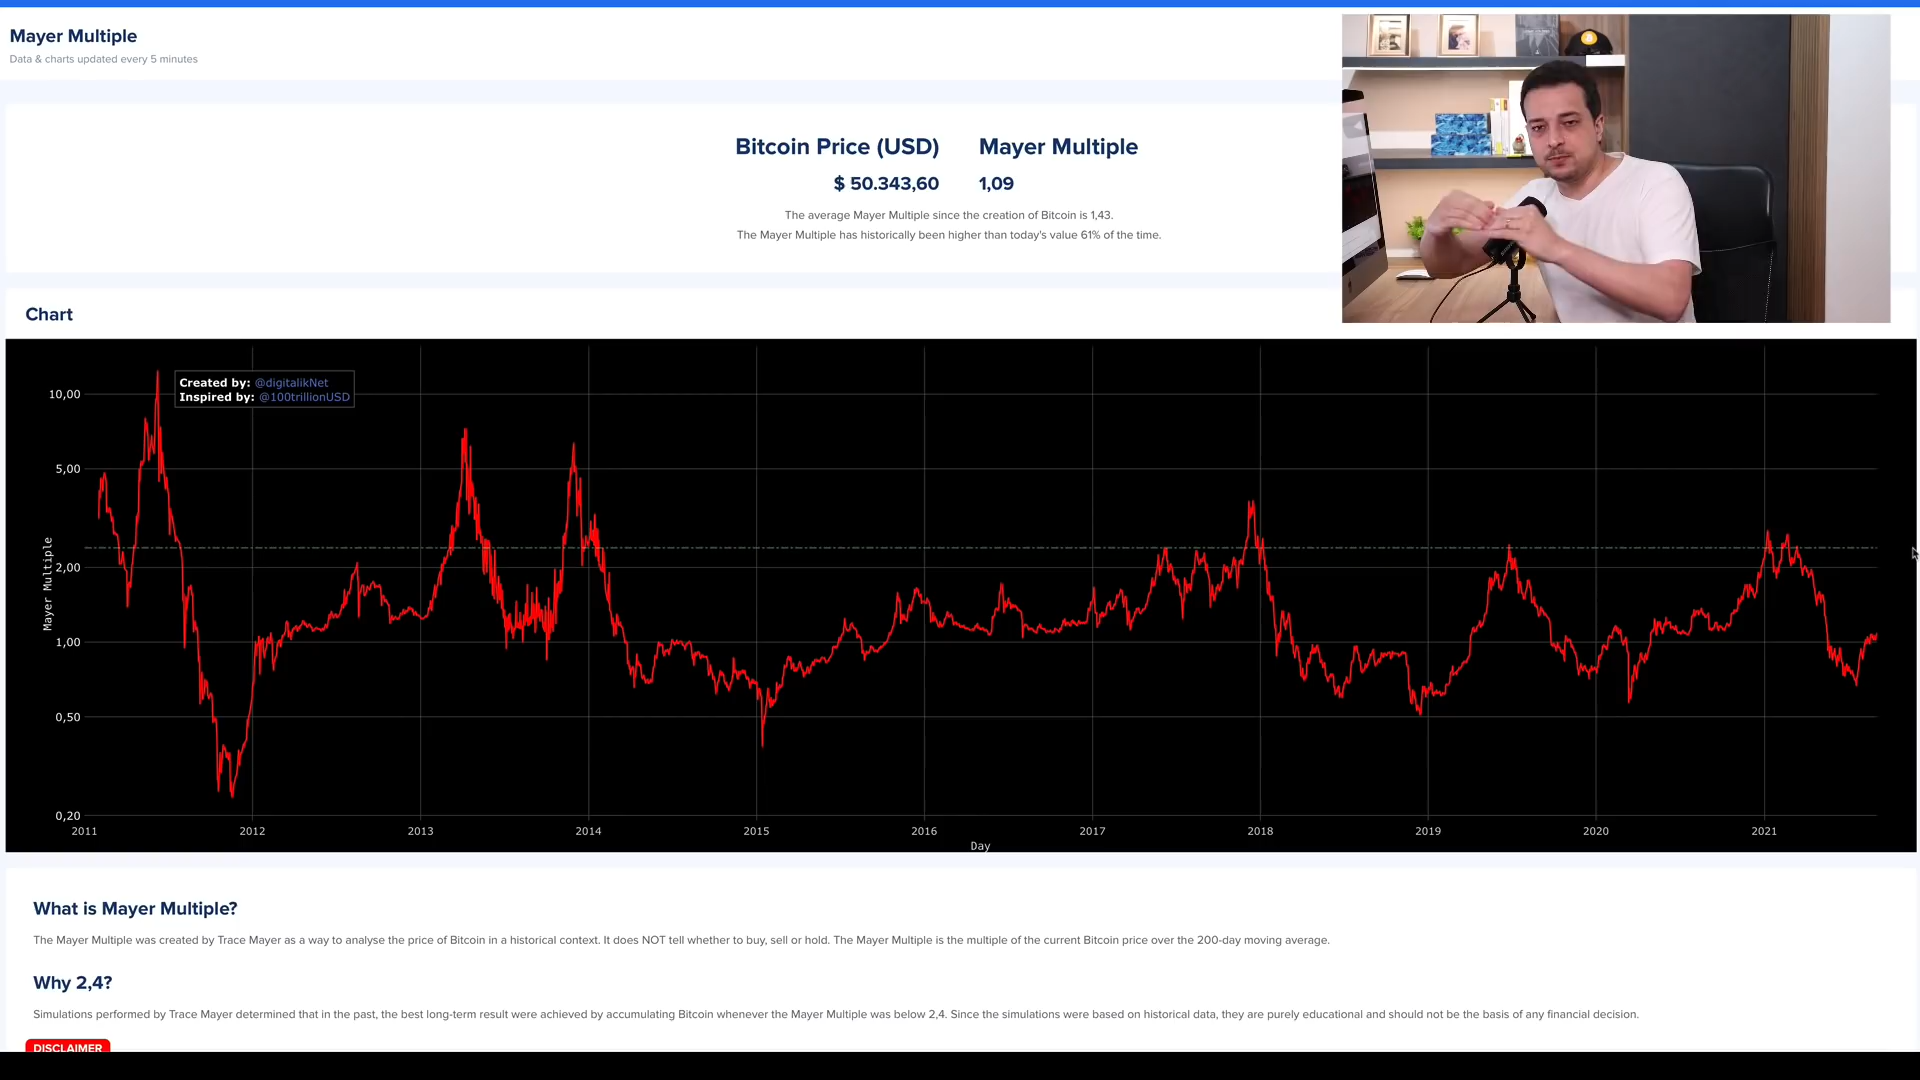 Mayer Multiple
Data & charts updated every 5 minutes
Bitcoin Price (USD) Mayer Multiple
$ 50.343,60 1,09
The average Mayer Multiple since the creation of Bitcoin is 1,43.
The Mayer Multiple has historically been higher than today's value 61% of the time.
Chart
Created by: @digitalikNet
Inspired by: @100trillionUSD
10,00
5,00
2,00
1,00
0,50
0,20
Mayer Multiple
2011 2012 2013 2014 2015 2016 2017 2018 2019 2020 2021
Day
What is Mayer Multiple?
The Mayer Multiple was created by Trace Mayer as a way to analyse the price of Bitcoin in a historical context. It does NOT tell whether to buy, sell or hold. The Mayer Multiple is the multiple of the current Bitcoin price over the 200-day moving average.
Why 2,4?
Simulations performed by Trace Mayer determined that in the past, the best long-term result were achieved by accumulating Bitcoin whenever the Mayer Multiple was below 2,4. Since the simulations were based on historical data, they are purely educational and should not be the basis of any financial decision.
DISCLAIMER